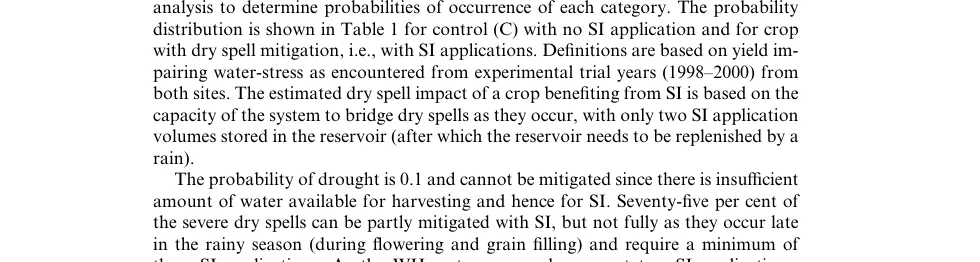 analysis to determine probabilities of occurrence of each category. The probability
distribution is shown in Table 1 for control (C) with no SI application and for crop
with dry spell mitigation, i.e., with SI applications. Definitions are based on yield im-
pairing water-stress as encountered from experimental trial years (1998–2000) from
both sites. The estimated dry spell impact of a crop benefiting from SI is based on the
capacity of the system to bridge dry spells as they occur, with only two SI application
volumes stored in the reservoir (after which the reservoir needs to be replenished by a
rain).
The probability of drought is 0.1 and cannot be mitigated since there is insufficient
amount of water available for harvesting and hence for SI. Seventy-five per cent of
the severe dry spells can be partly mitigated with SI, but not fully as they occur late
in the rainy season (during flowering and grain filling) and require a minimum of